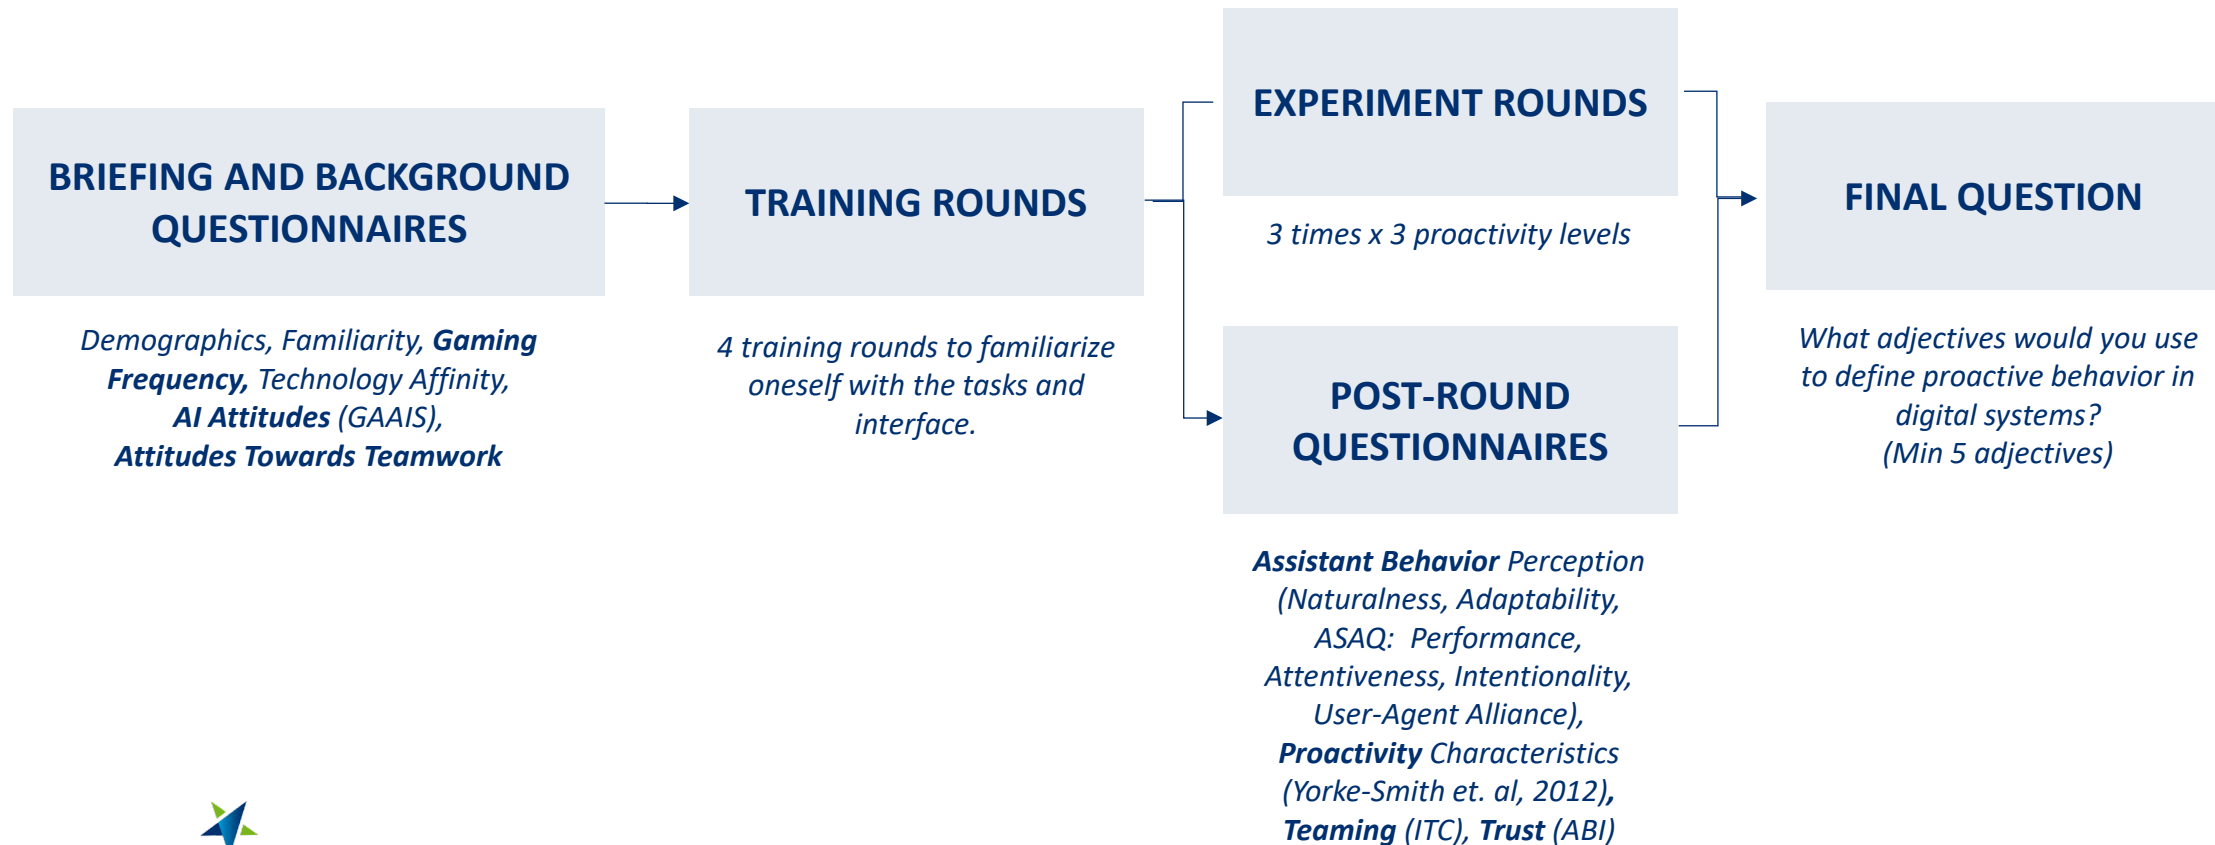 BRIEFING AND BACKGROUND
QUESTIONNAIRES
Demographics, Familiarity, Gaming
Frequency, Technology Affinity,
AI Attitudes (GAAIS),
Attitudes Towards Teamwork
TRAINING ROUNDS
4 training rounds to familiarize
oneself with the tasks and
interface.
EXPERIMENT ROUNDS
3 times x 3 proactivity levels
POST-ROUND
QUESTIONNAIRES
Assistant Behavior Perception
(Naturalness, Adaptability,
ASAQ: Performance,
Attentiveness, Intentionality,
User-Agent Alliance),
Proactivity Characteristics
(Yorke-Smith et. al, 2012),
Teaming (ITC), Trust (ABI)
FINAL QUESTION
What adjectives would you use
to define proactive behavior in
digital systems?
(Min 5 adjectives)